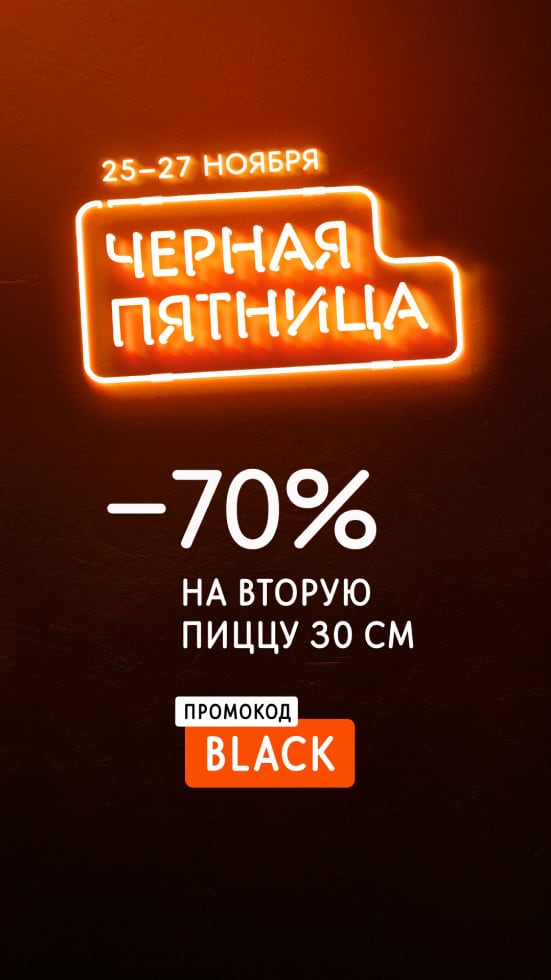 25–27 НОЯБРЯ
ЧЕРНАЯ
ПЯТНИЦА
–70%
НА ВТОРУЮ
ПИЦЦУ 30 СМ
ПРОМОКОД
BLACK